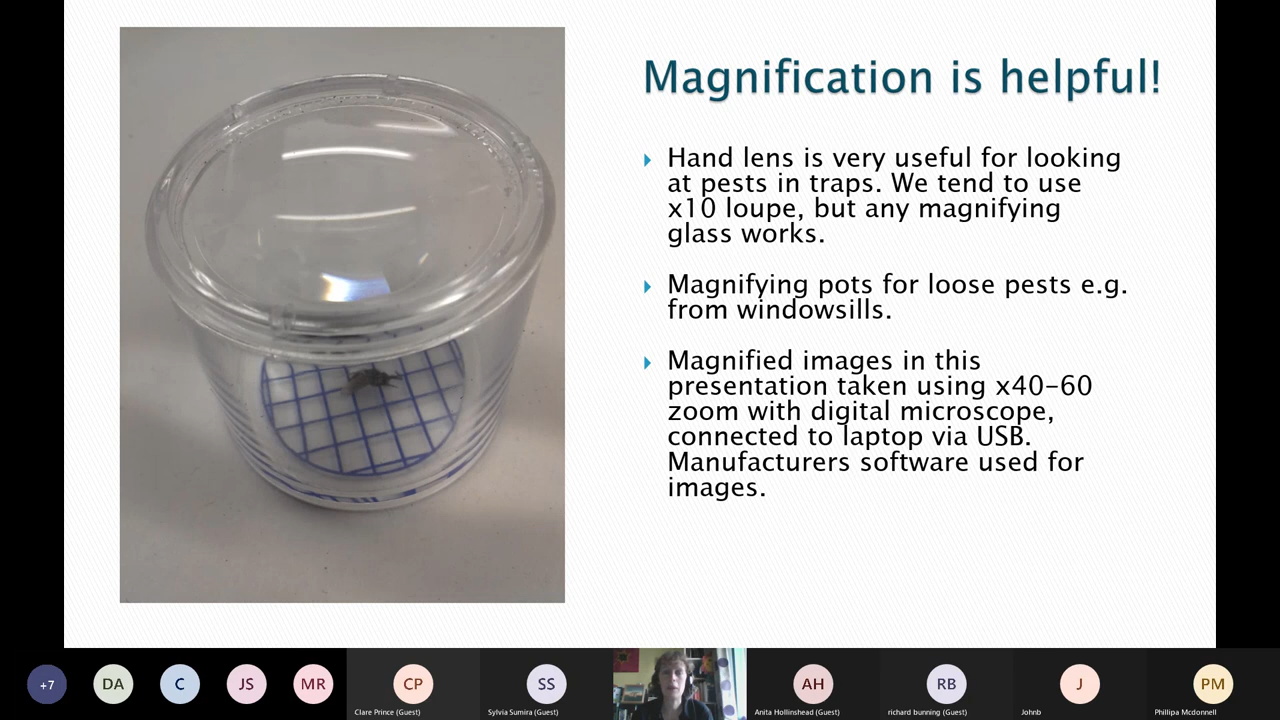 Magnification is helpful!
Hand lens is very useful for looking
at pests in traps. We tend to use
x10 loupe, but any magnifying
glass works.
Magnifying pots for loose pests e.g.
from windowsills.
Magnified images in this
presentation taken using x40-60
zoom with digital microscope,
connected to laptop via USB.
Manufacturers software used for
images.
+7
DA
C
JS
MR
CP
SS
AH
RB
J
PM
Clare Prince (Guest)
Sylvia Sumira (Guest)
Anita Hollinshead (Guest)
richard bunning (Guest)
Johnb
Phillipa Mcdonnell